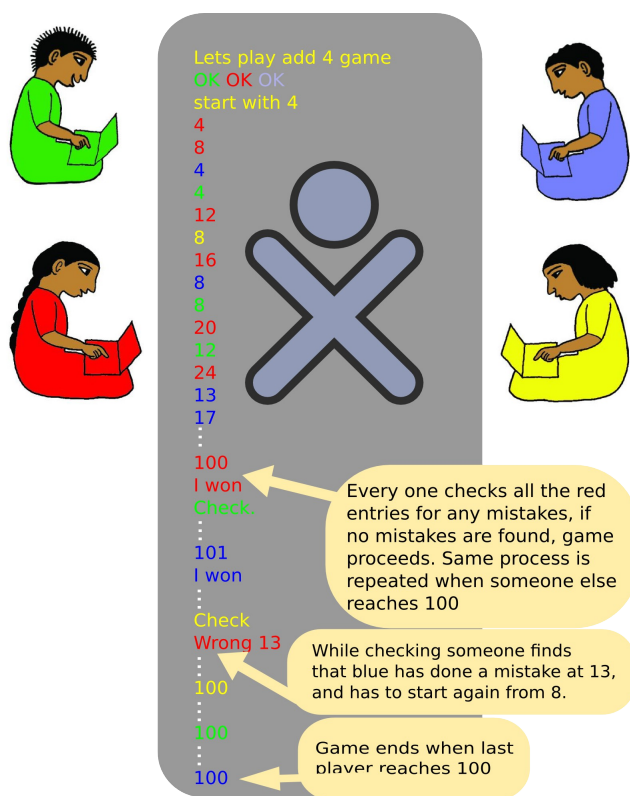 Lets play add 4 game
OK OK OK
start with 4
4
8
4
4
12
8
16
8
8
20
12
24
13
17
100
I won
Check.
101
I won
Check
Wrong 13
100
100
100
Every one checks all the red
entries for any mistakes, if
no mistakes are found, game
proceeds. Same process is
repeated when someone else
reaches 100
While checking someone finds
that blue has done a mistake at 13,
and has to start again from 8.
Game ends when last
player reaches 100